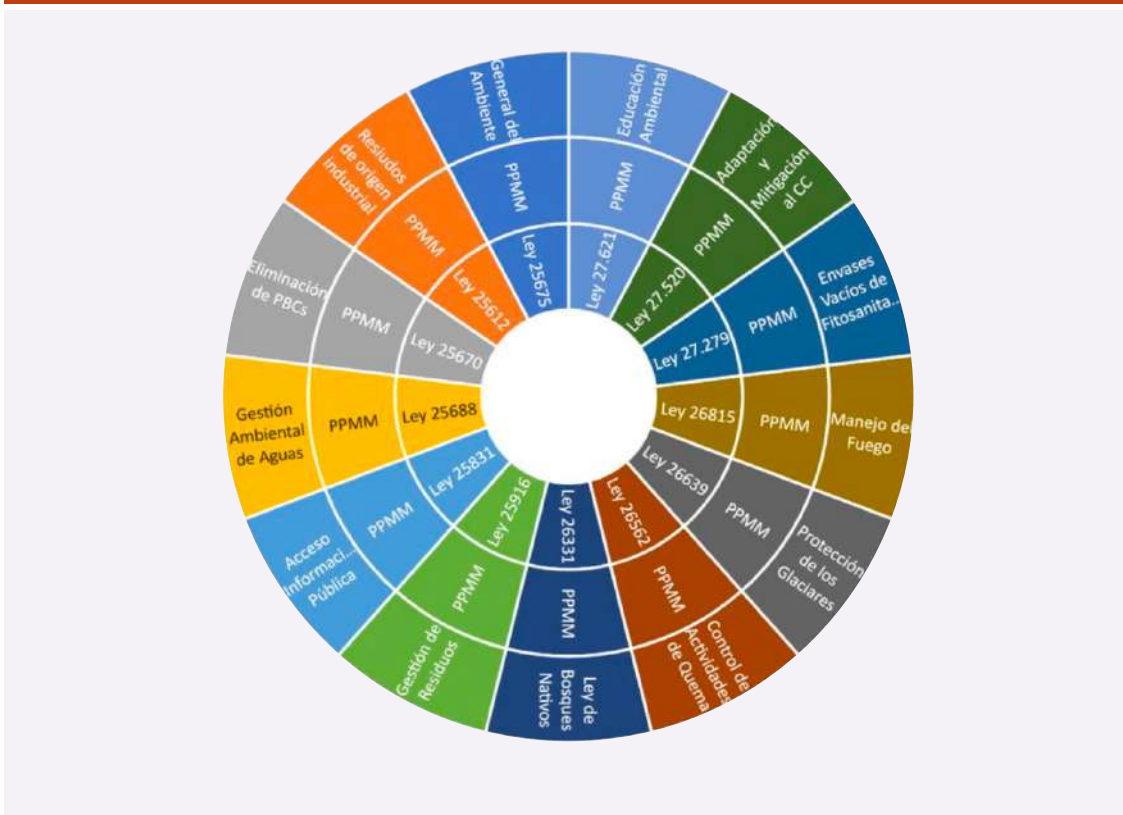 Educación
Ambiental
PPMM
Ley 27.621
Adaptación
y
Mitigación
al CC
PPMM
Ley 27.520
Envases
Vacíos de
Fitosanita...
PPMM
Ley 27.279
Manejo del
Fuego
PPMM
Ley 26815
Protección
de los
Glaciares
PPMM
Ley 26639
Control de
Actividades
de Quema
PPMM
Ley 26562
Ley de
Bosques
Nativos
PPMM
Ley 26331
Gestión de
Residuos
PPMM
Ley 25916
Acceso
Informaci...
Pública
PPMM
Ley 25831
Gestión
Ambiental
de Aguas
PPMM
Ley 25688
Eliminación
de PBCs
PPMM
Ley 25670
Resiudos
de origen
industrial
PPMM
Ley 25612
General del
Ambiente
PPMM
Ley 25675